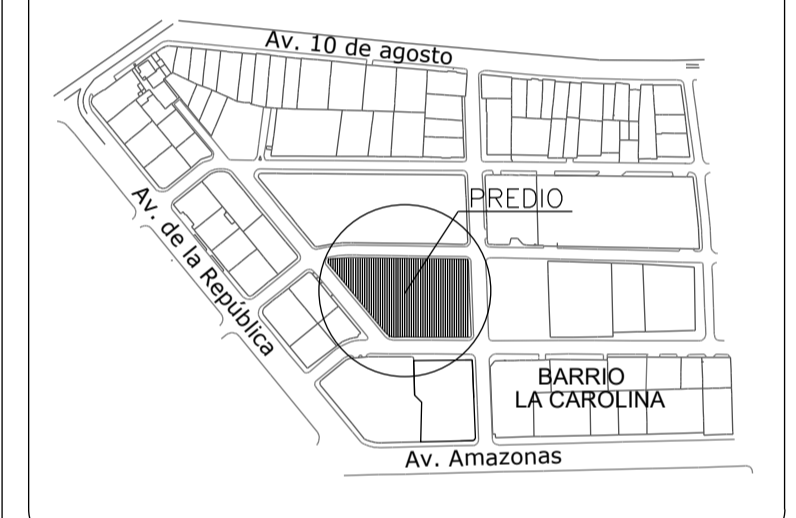 Av. 10 de agosto
PREDIO
Av. de la República
BARRIO
LA CAROLINA
Av. Amazonas